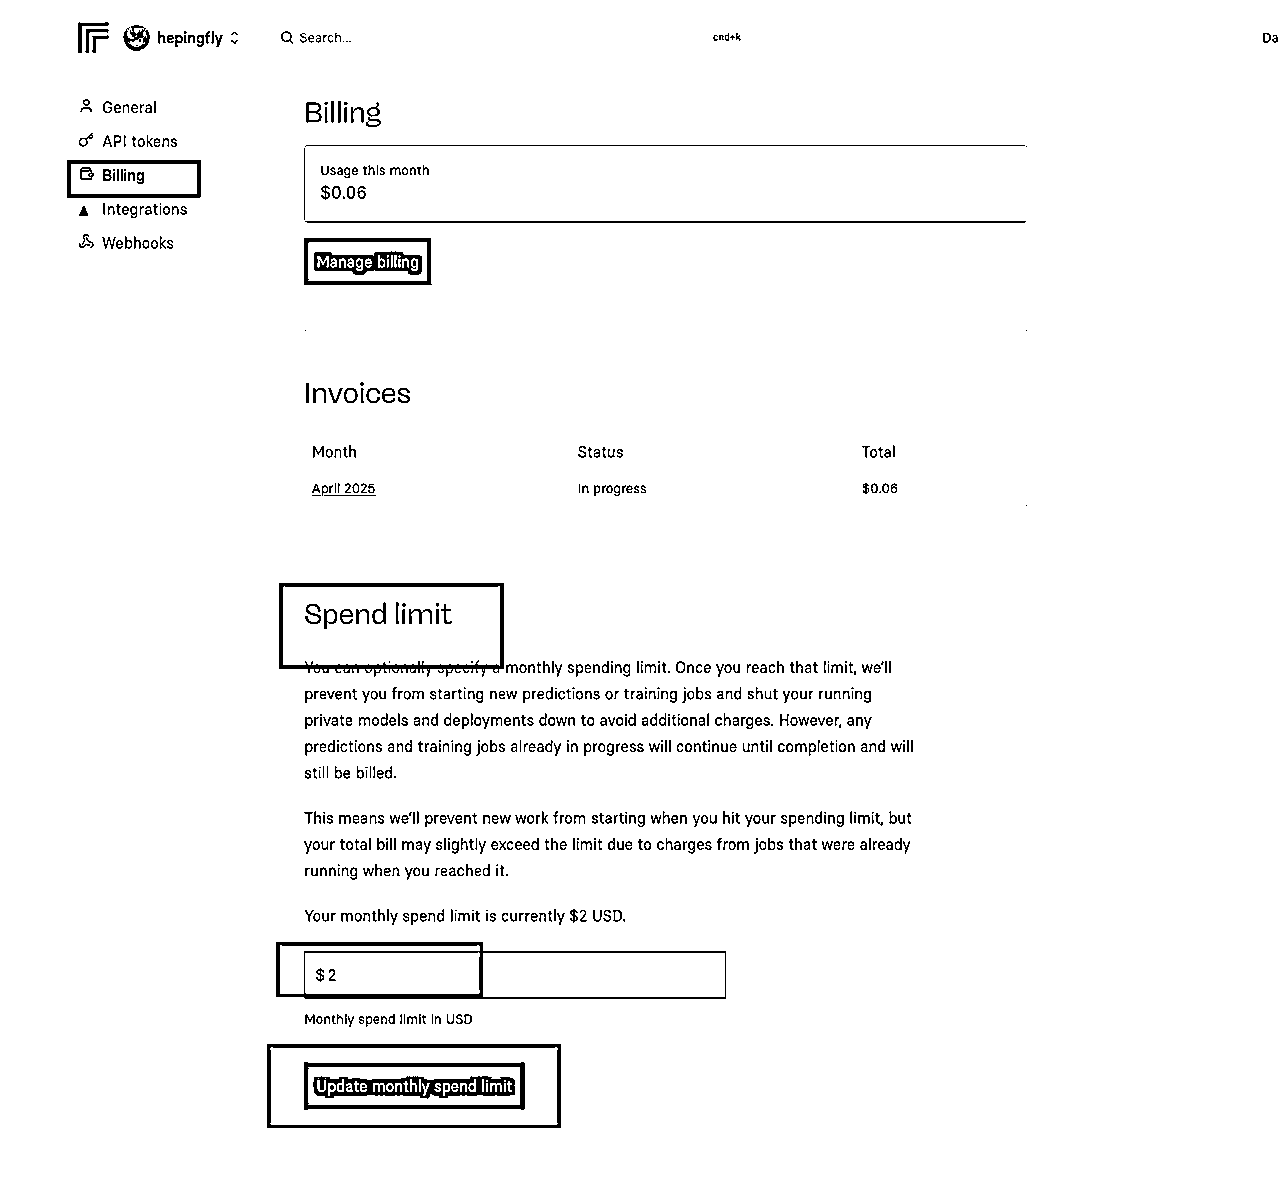 hepingfly
Search...
cmd+k
Da
General
API tokens
Billing
Integrations
Webhooks
Billing
Usage this month
$0.06
Manage billing
Invoices
Month Status Total
April 2025 In progress $0.06
Spend limit
You can optionally specify a monthly spending limit. Once you reach that limit, we'll
prevent you from starting new predictions or training jobs and shut your running
private models and deployments down to avoid additional charges. However, any
predictions and training jobs already in progress will continue until completion and will
still be billed.
This means we'll prevent new work from starting when you hit your spending limit, but
your total bill may slightly exceed the limit due to charges from jobs that were already
running when you reached it.
Your monthly spend limit is currently $2 USD.
$ 2
Monthly spend limit in USD
Update monthly spend limit